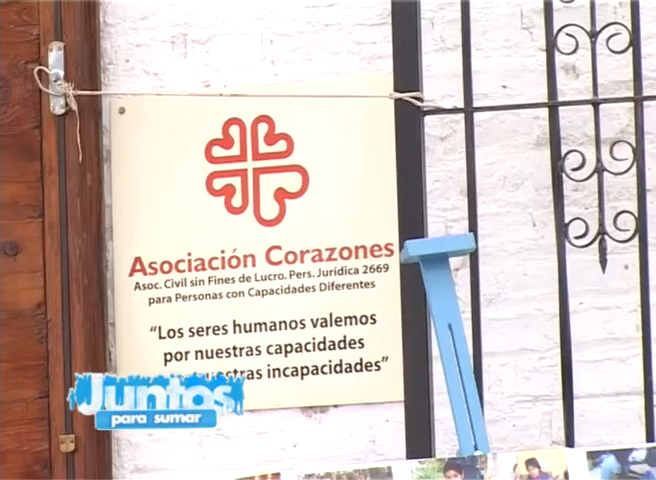 Asociación Corazones
Asoc. Civil sin Fines de Lucro. Pers. Jurídica 2669
para Personas con Capacidades Diferentes
"Los seres humanos valemos
por nuestras capacidades
nuestras incapacidades"
Juntos
para sumar